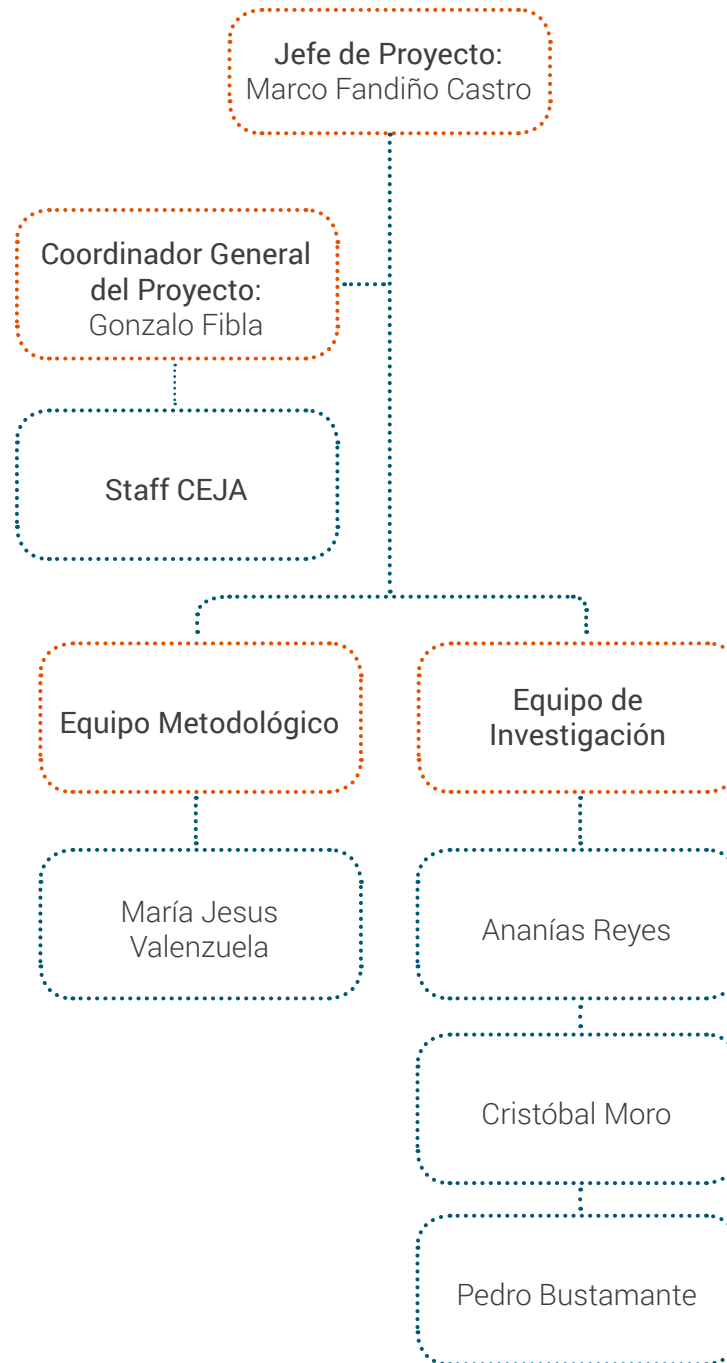 Jefe de Proyecto:
Marco Fandiño Castro
Coordinador General
del Proyecto:
Gonzalo Fibla
Staff CEJA
Equipo Metodológico
Equipo de
Investigación
María Jesus
Valenzuela
Ananías Reyes
Cristóbal Moro
Pedro Bustamante